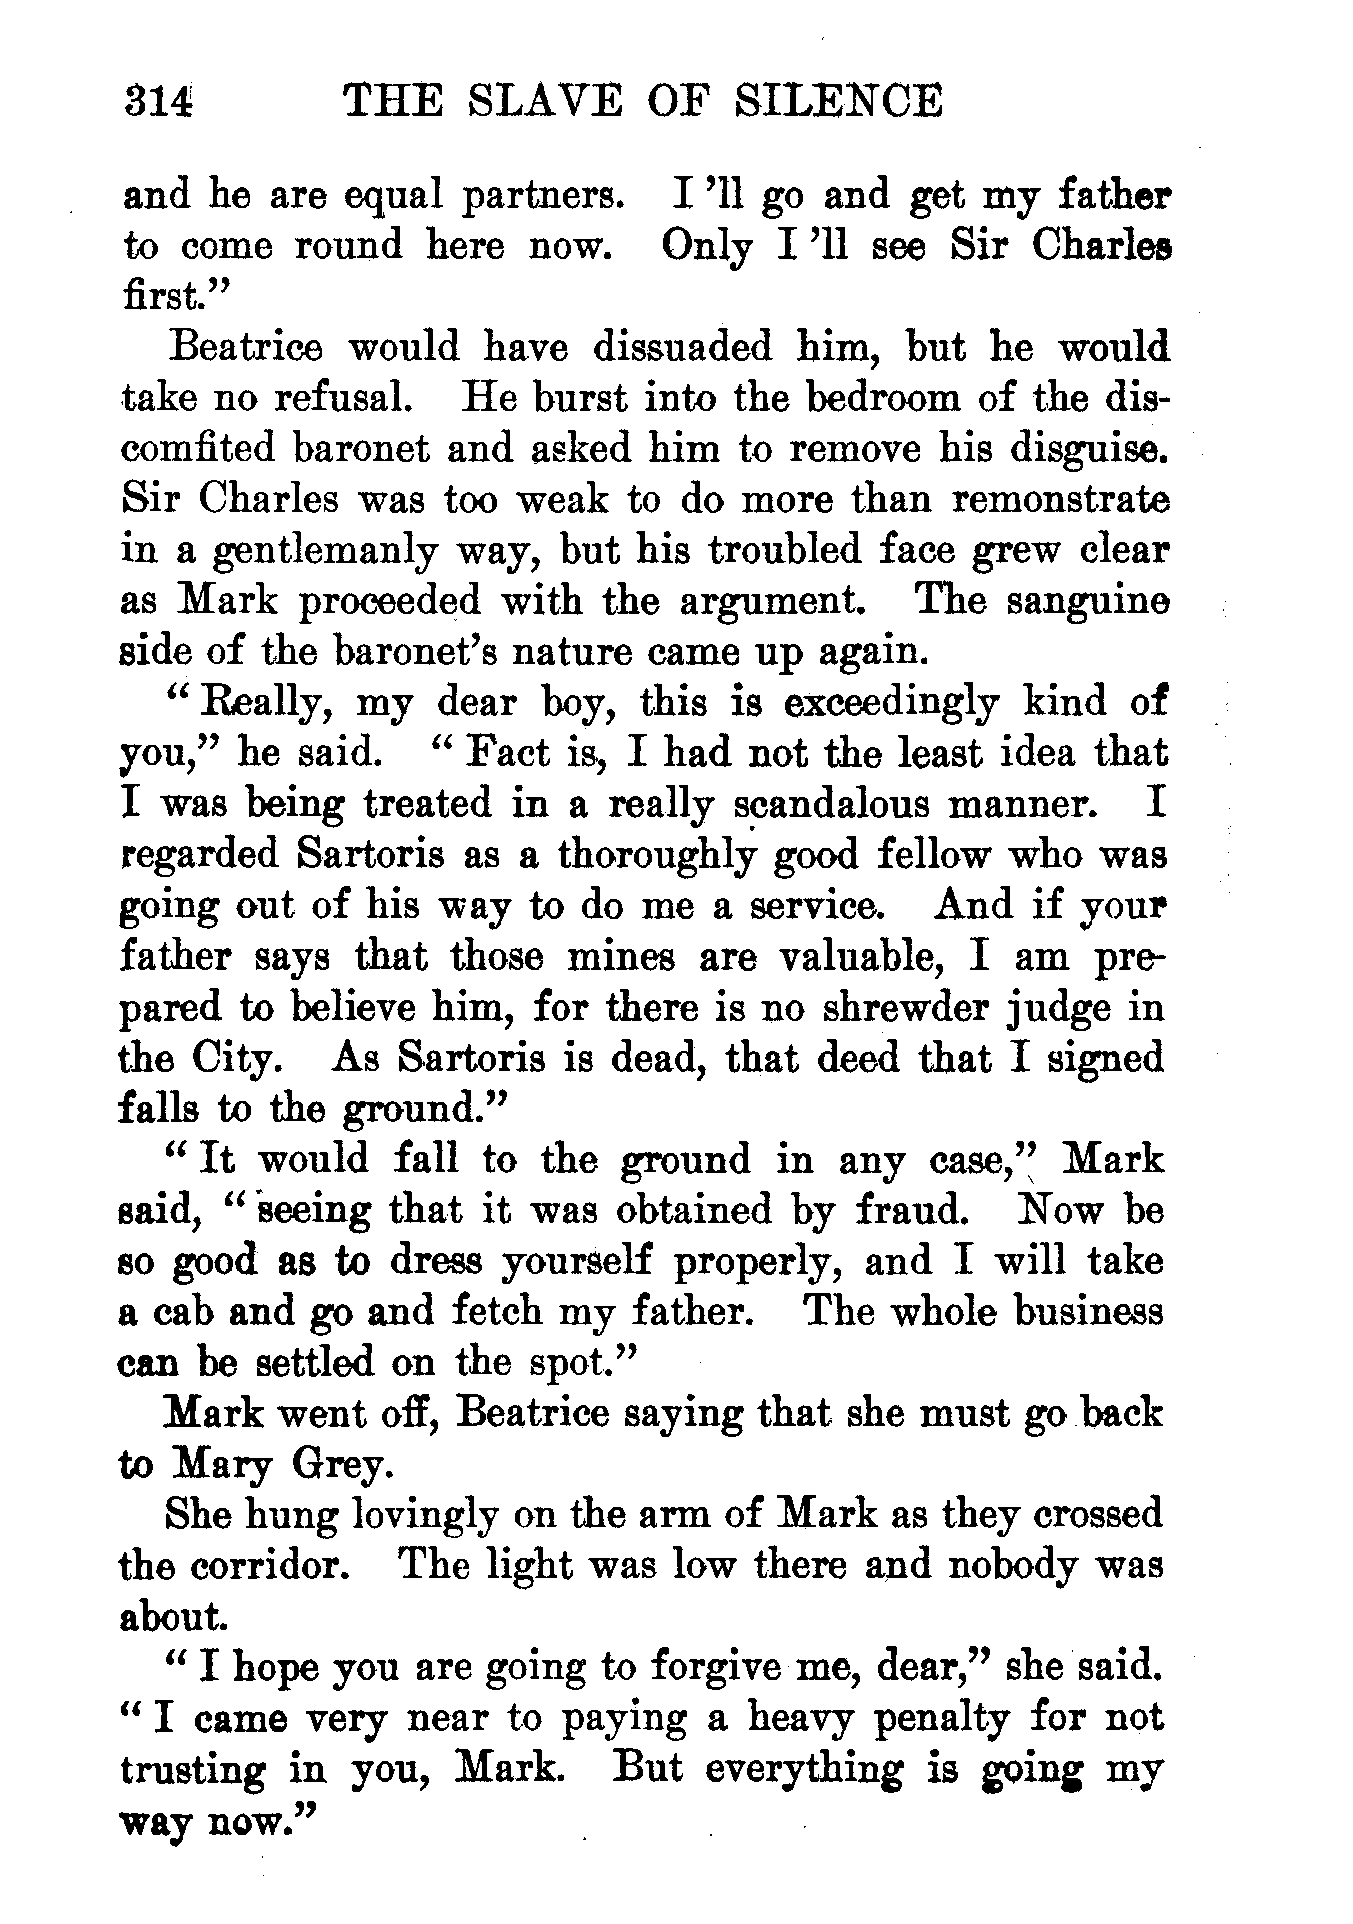 314 THE SLAVE OF SILENCE
and he are equal partners. I 'll go and get my father
to come round here now. Only I 'll see Sir Charles
first."
Beatrice would have dissuaded him, but he would
take no refusal. He burst into the bedroom of the dis-
comfited baronet and asked him to remove his disguise.
Sir Charles was too weak to do more than remonstrate
in a gentlemanly way, but his troubled face grew clear
as Mark proceeded with the argument. The sanguine
side of the baronet's nature came up again.
"Really, my dear boy, this is exceedingly kind of
you," he said. "Fact is, I had not the least idea that
I was being treated in a really scandalous manner. I
regarded Sartoris as a thoroughly good fellow who was
going out of his way to do me a service. And if your
father says that those mines are valuable, I am pre-
pared to believe him, for there is no shrewder judge in
the City. As Sartoris is dead, that deed that I signed
falls to the ground."
"It would fall to the ground in any case," Mark
said, "seeing that it was obtained by fraud. Now be
so good as to dress yourself properly, and I will take
a cab and go and fetch my father. The whole business
can be settled on the spot."
Mark went off, Beatrice saying that she must go back
to Mary Grey.
She hung lovingly on the arm of Mark as they crossed
the corridor. The light was low there and nobody was
about.
"I hope you are going to forgive me, dear," she said.
"I came very near to paying a heavy penalty for not
trusting in you, Mark. But everything is going my
way now."